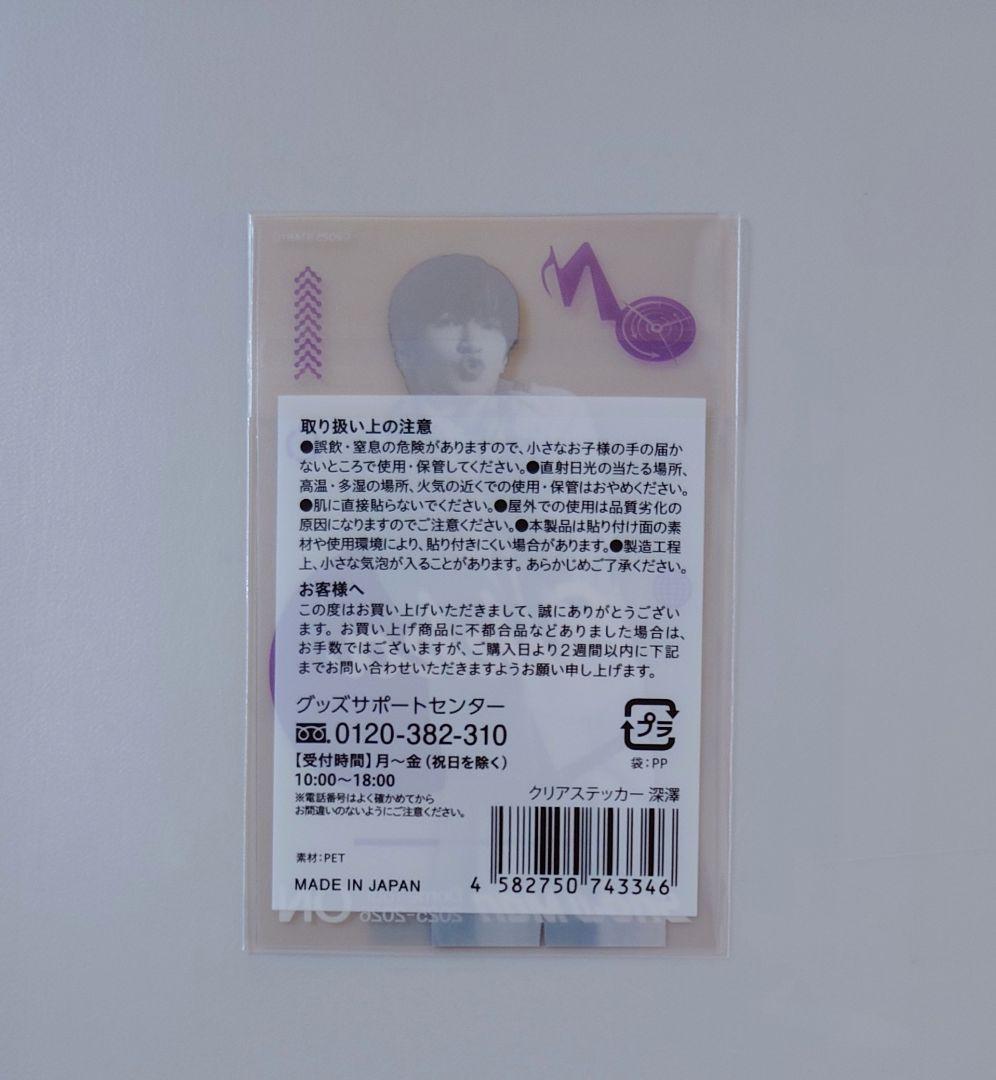 取り扱い上の注意
●誤飲・窒息の危険がありますので、小さなお子様の手の届か
ないところで使用・保管してください。●直射日光の当たる場所、
高温・多湿の場所、火気の近くでの使用・保管はおやめください。
●肌に直接貼らないでください。●屋外での使用は品質劣化の
原因になりますのでご注意ください。●本製品は貼り付け面の素
材や使用環境により、貼り付きにくい場合があります。●製造工程
上、小さな気泡が入ることがあります。あらかじめご了承ください。
お客様へ
この度はお買い上げいただきまして、誠にありがとうござい
ます。お買い上げ商品に不都合品などありました場合は、
お手数ではございますが、ご購入日より2週間以内に下記
までお問い合わせいただきますようお願い申し上げます。
グッズサポートセンター
0120-382-310
【受付時間】月〜金(祝日を除く)
10:00〜18:00
※電話番号はよく確かめてから
お間違いのないようにご注意ください。
プラ
袋:PP
クリアステッカー 深澤
素材:PET
MADE IN JAPAN
4 582750 743346
ON
2025-2026